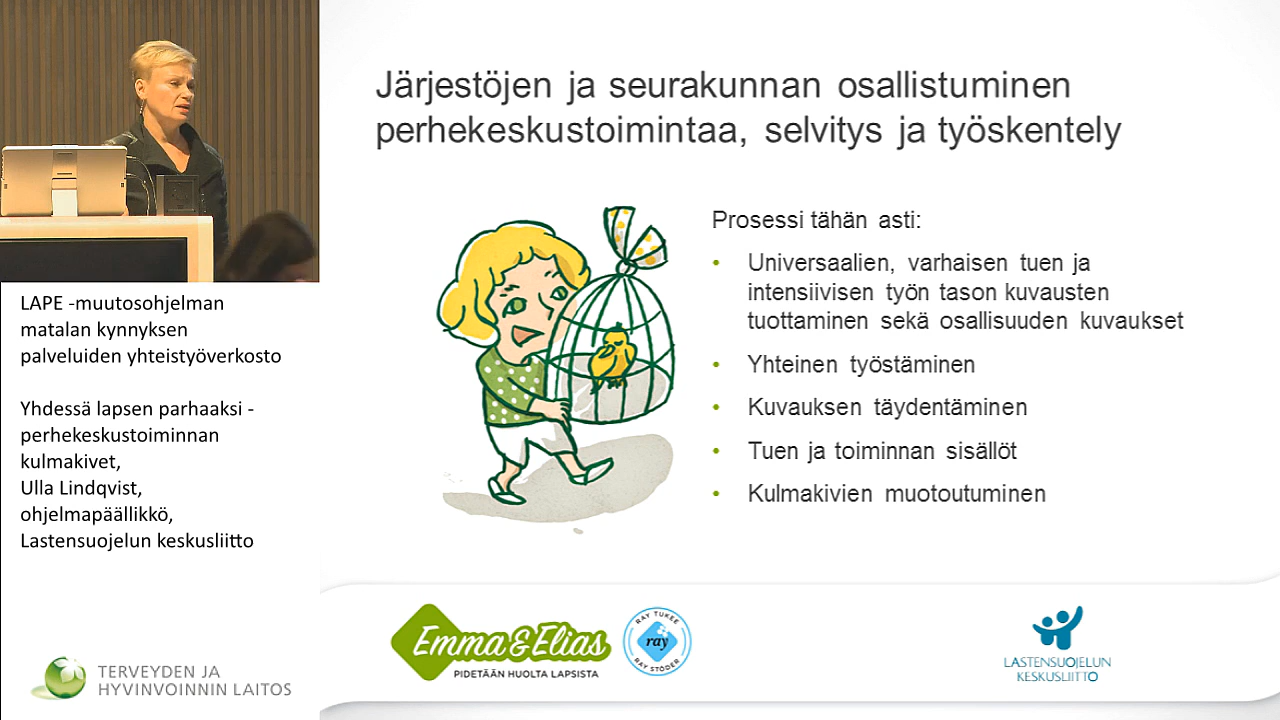 Järjestöjen ja seurakunnan osallistuminen
perhekeskustoimintaa, selvitys ja työskentely
Prosessi tähän asti:
• Universaalien, varhaisen tuen ja
intensiivisen työn tason kuvausten
tuottaminen sekä osallisuuden kuvaukset
• Yhteinen työstäminen
• Kuvauksen täydentäminen
• Tuen ja toiminnan sisällöt
• Kulmakivien muotoutuminen
LAPE -muutosohjelman
matalan kynnyksen
palveluiden yhteistyöverkosto
Yhdessä lapsen parhaaksi -
perhekeskustoiminnan
kulmakivet,
Ulla Lindqvist,
ohjelmapäällikkö,
Lastensuojelun keskusliitto
TERVEYDEN JA
HYVINVOINNIN LAITOS
Emma & Elias
PIDETÄÄN HUOLTA LAPSISTA
RAY TUKEE
ray
RAY STÖDER
LASTENSUOJELUN
KESKUSLIITTO